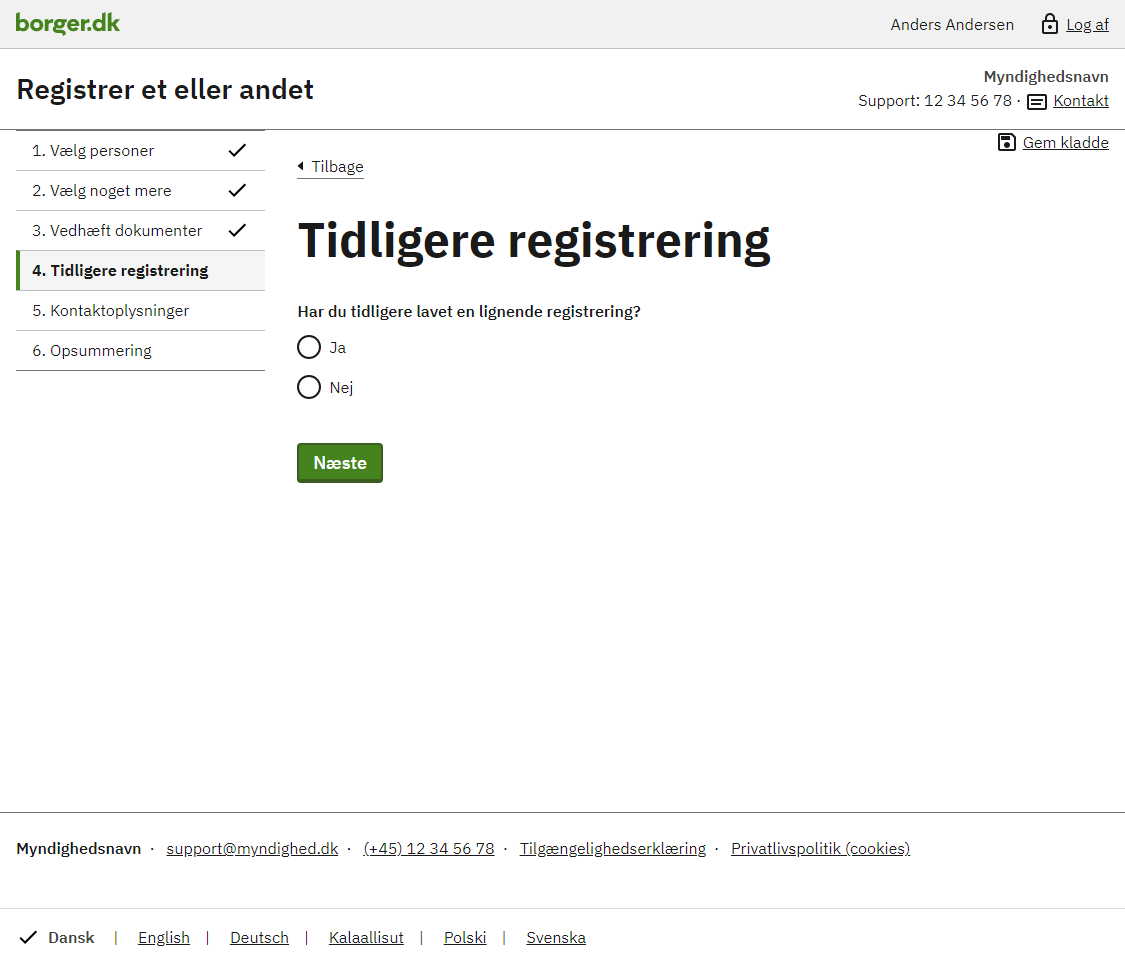 borger.dk
Anders Andersen Log af
Registrer et eller andet
Myndighedsnavn
Support: 12 34 56 78 · Kontakt
Gem kladde
1. Vælg personer
2. Vælg noget mere
3. Vedhæft dokumenter
4. Tidligere registrering
5. Kontaktoplysninger
6. Opsummering
Tilbage
Tidligere registrering
Har du tidligere lavet en lignende registrering?
Ja
Nej
Næste
Myndighedsnavn · support@myndighed.dk · (+45) 12 34 56 78 · Tilgængelighedserklæring · Privatlivspolitik (cookies)
Dansk | English | Deutsch | Kalaallisut | Polski | Svenska